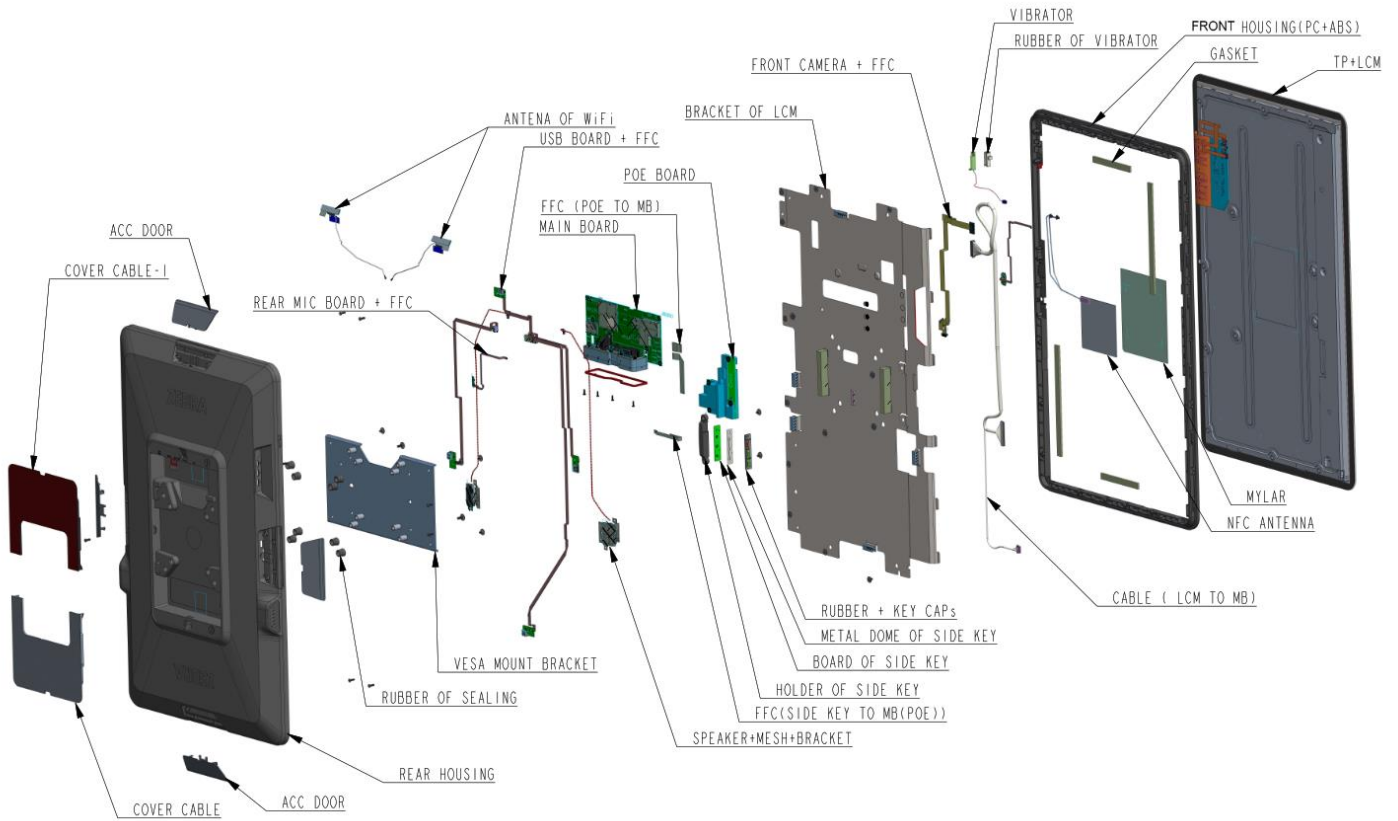 VIBRATOR
FRONT HOUSING(PC+ABS)
RUBBER OF VIBRATOR
GASKET
TP+LCM
FRONT CAMERA + FFC
BRACKET OF LCM
ANTENA OF WiFi
USB BOARD + FFC
POE BOARD
FFC (POE TO MB)
MAIN BOARD
ACC DOOR
COVER CABLE-1
REAR MIC BOARD + FFC
ZEBRA
MYLAR
NFC ANTENNA
CABLE ( LCM TO MB)
RUBBER + KEY CAPs
METAL DOME OF SIDE KEY
BOARD OF SIDE KEY
HOLDER OF SIDE KEY
FFC(SIDE KEY TO MB(POE))
SPEAKER+MESH+BRACKET
VESA MOUNT BRACKET
RUBBER OF SEALING
REAR HOUSING
ACC DOOR
COVER CABLE